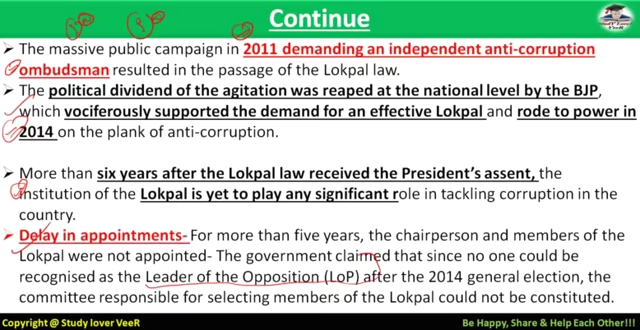 Continue
StudY Lover
VeeR
➢ The massive public campaign in 2011 demanding an independent anti-corruption
ombudsman resulted in the passage of the Lokpal law.
➢ The political dividend of the agitation was reaped at the national level by the BJP,
which vociferously supported the demand for an effective Lokpal and rode to power in
2014 on the plank of anti-corruption.
➢ More than six years after the Lokpal law received the President's assent, the
institution of the Lokpal is yet to play any significant role in tackling corruption in the
country.
➢ Delay in appointments- For more than five years, the chairperson and members of the
Lokpal were not appointed- The government claimed that since no one could be
recognised as the Leader of the Opposition (LoP) after the 2014 general election, the
committee responsible for selecting members of the Lokpal could not be constituted.
Copyright @ Study lover VeeR
Be Happy, Share & Help Each Other!!!